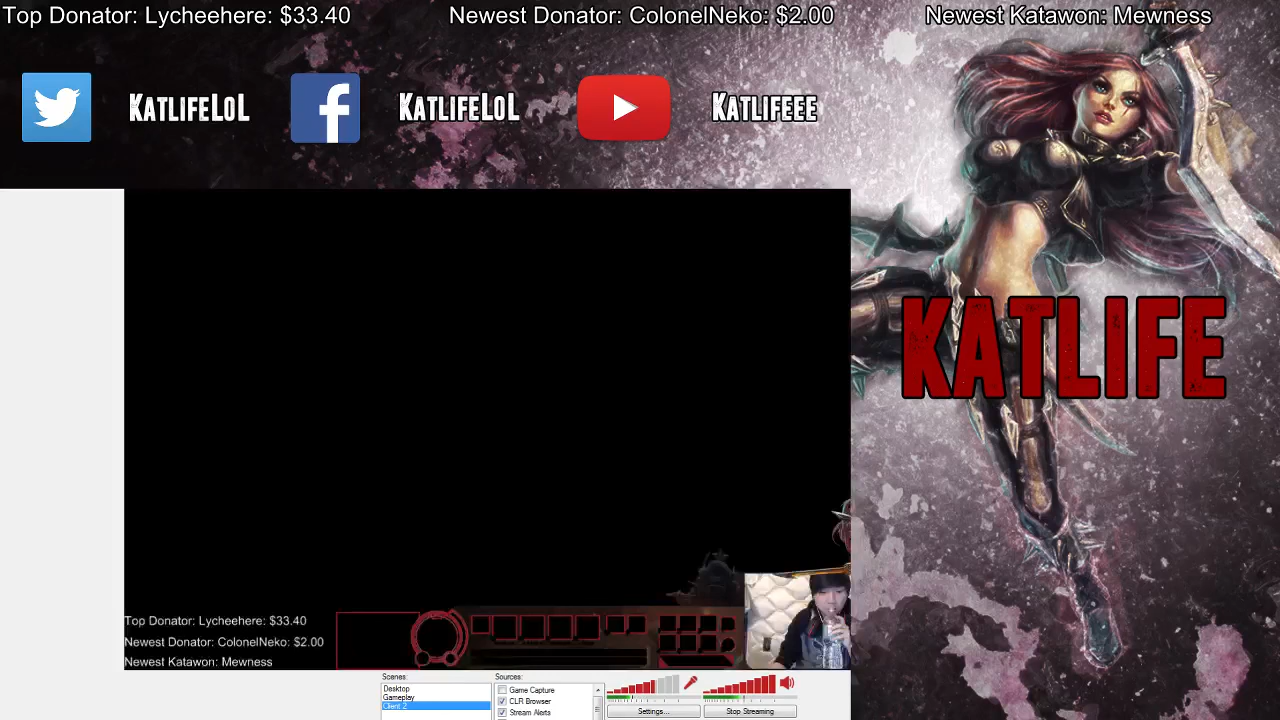 Top Donator: Lycheehere: $33.40
Newest Donator: ColonelNeko: $2.00
Newest Katawon: Mewness
KatlifeLoL
KatlifeLoL
Katlifeee
KATLIFE
Top Donator: Lycheehere: $33.40
Newest Donator: ColonelNeko: $2.00
Newest Katawon: Mewness
Scenes:
Sources:
Desktop
Gameplay
Client 2
Game Capture
CLR Browser
Stream Alerts
Settings...
Stop Streaming